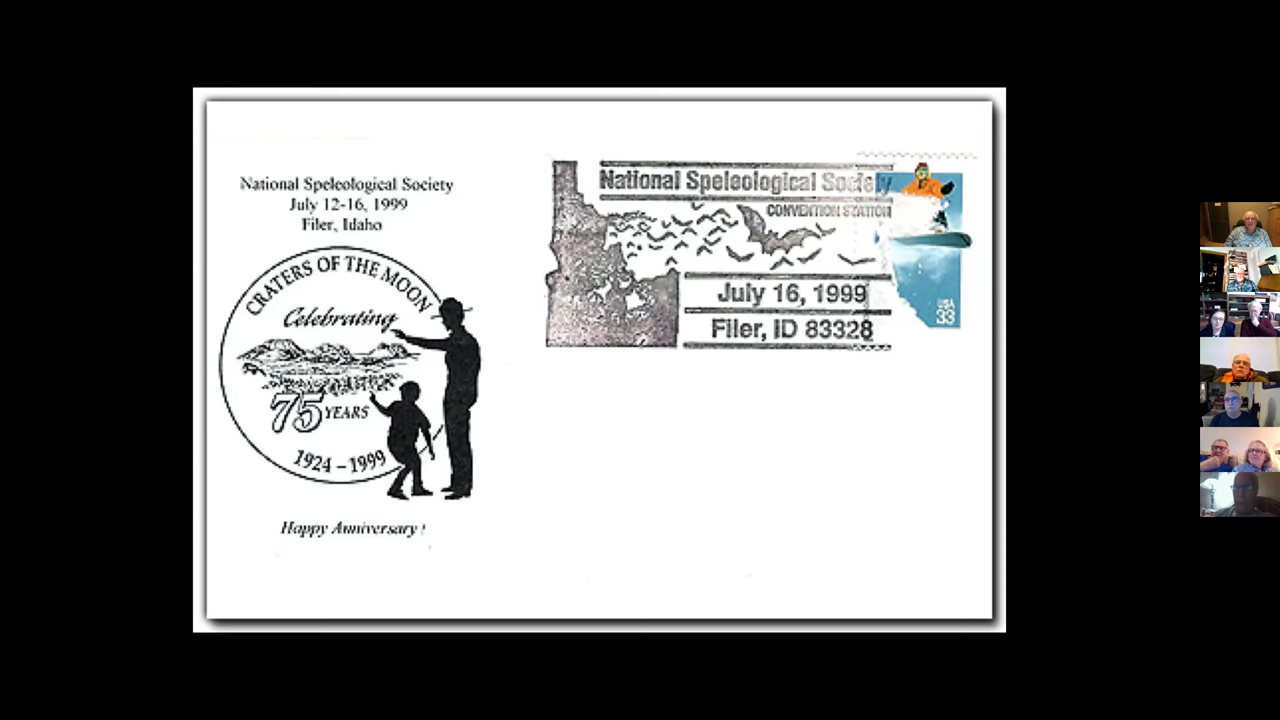 National Speleological Society
July 12-16, 1999
Filer, Idaho
CRATERS OF THE MOON
Celebrating
75 YEARS
1924 - 1999
Happy Anniversary !
National Speleological Society
CONVENTION STATION
July 16, 1999
Filer, ID 83328
USA
33